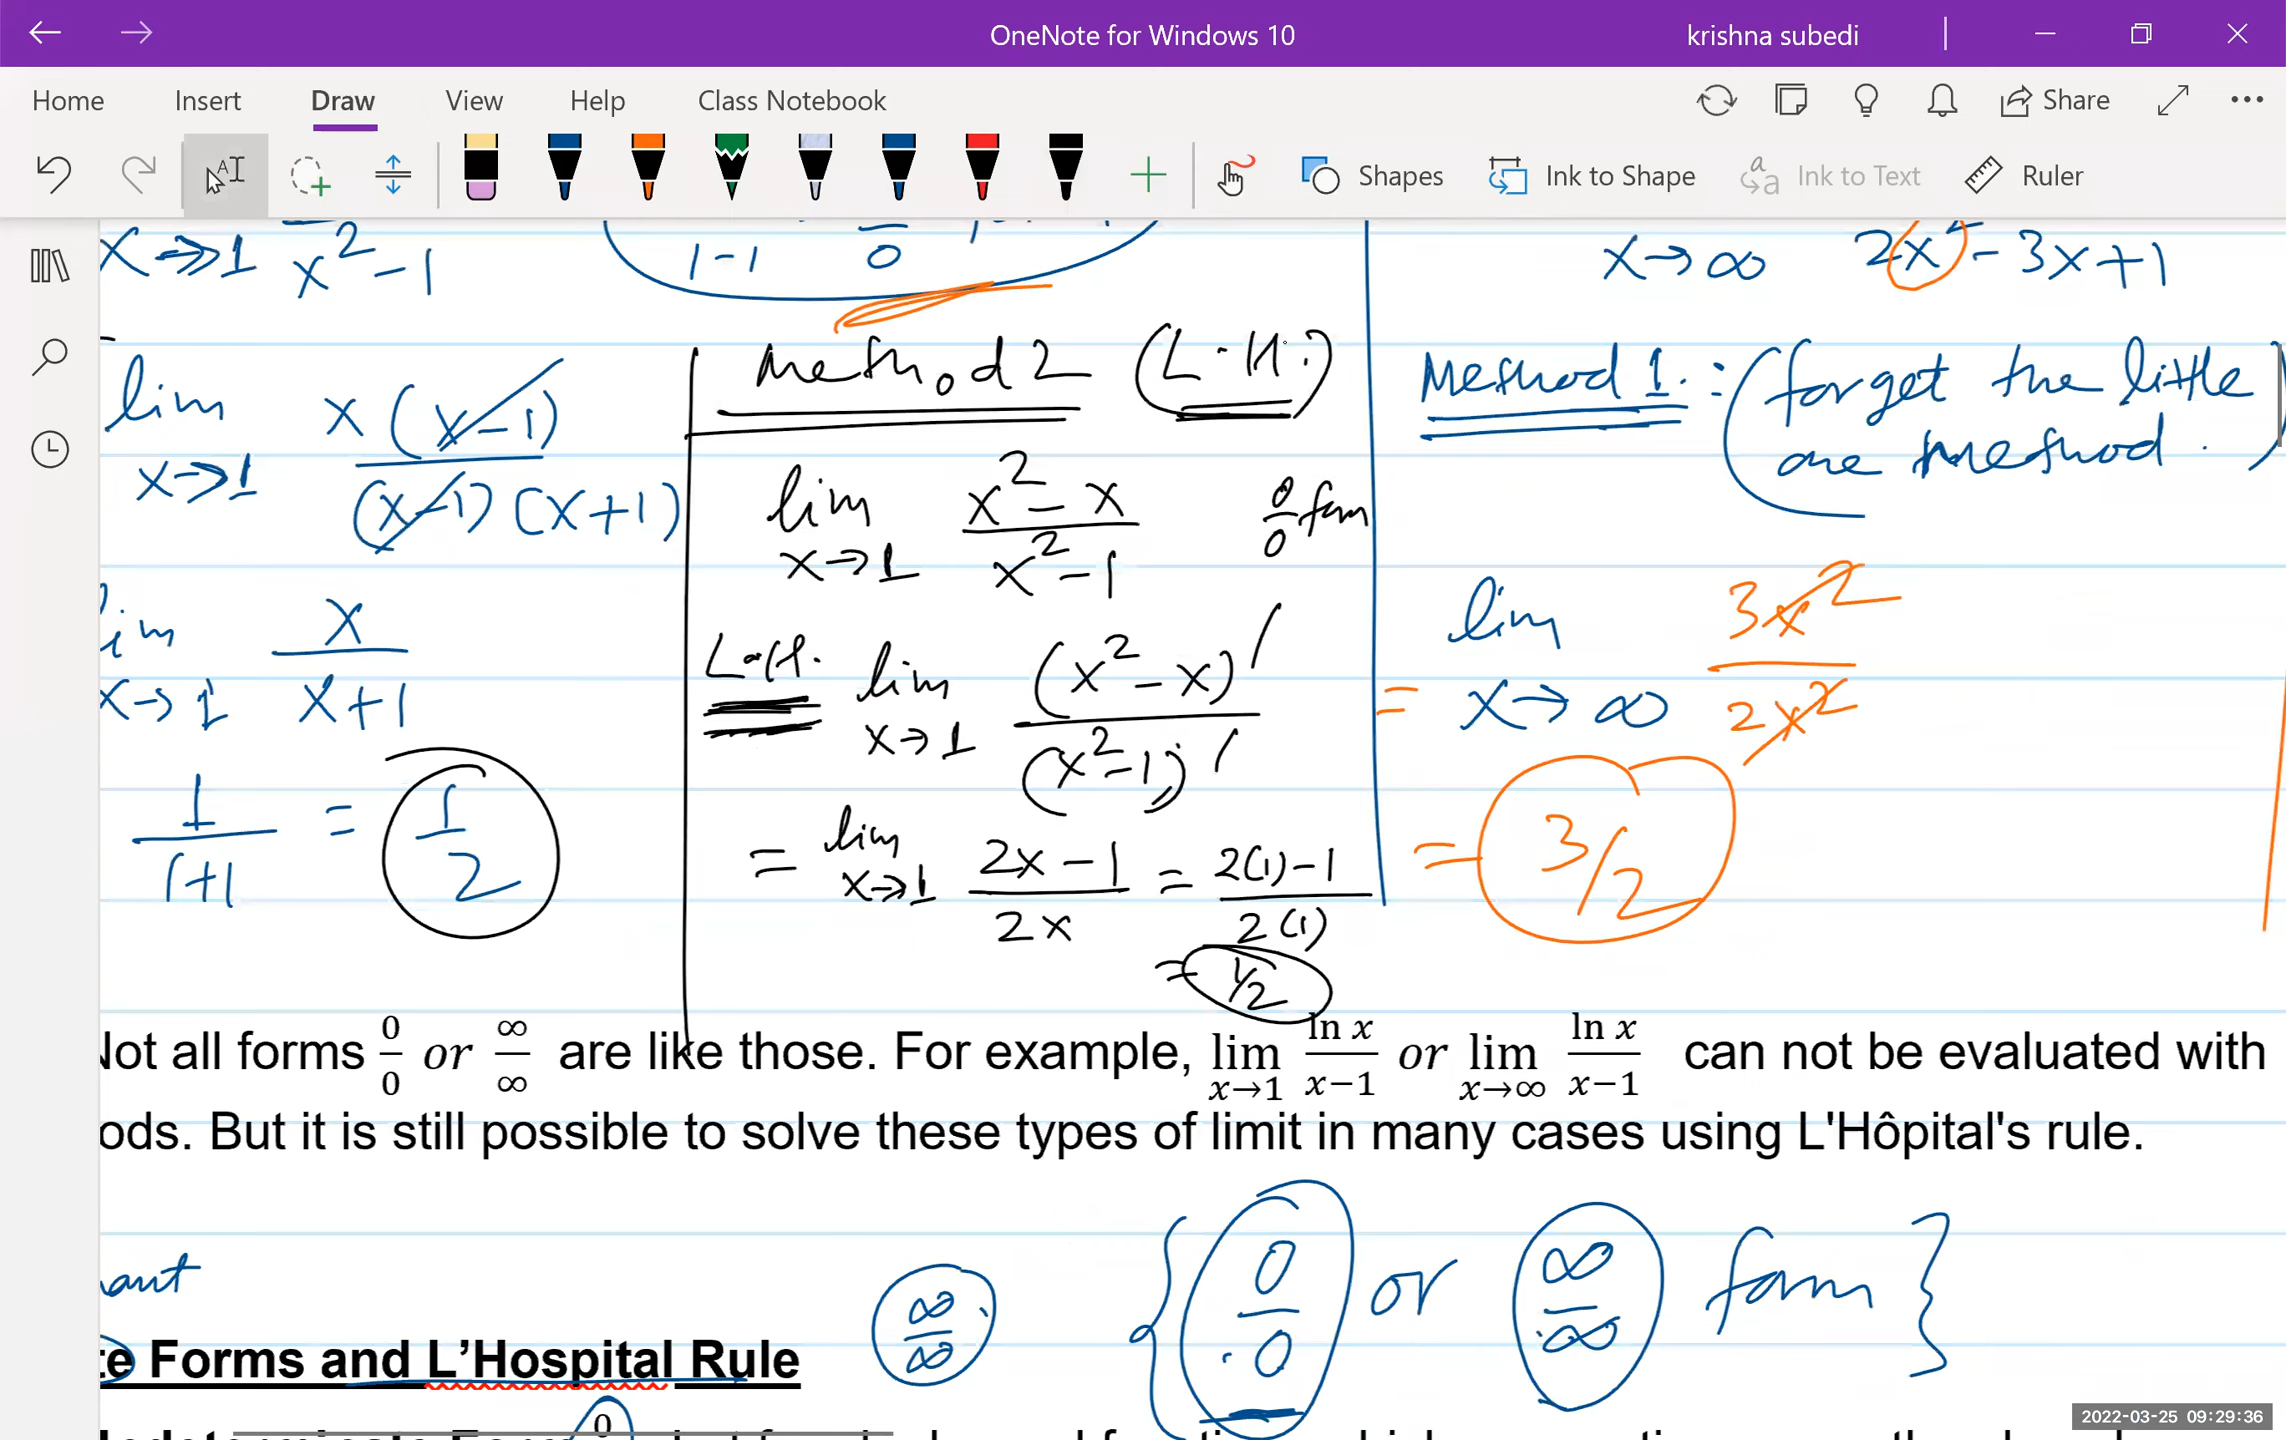 OneNote for Windows 10
krishna subedi
Home Insert Draw View Help Class Notebook
Share
Shapes Ink to Shape Ink to Text Ruler
x→1 x²-1
1-1 0
x→∞ 2x²-3x+1
lim x→1 x(x-1) / (x-1)(x+1)
lim x→1 x / x+1
1 / 1+1 = 1/2
Method 2 (L.H.)
lim x→1 x²-x / x²-1 0/0 form
L.H. lim x→1 (x²-x)′ / (x²-1)′
= lim x→1 2x-1 / 2x = 2(1)-1 / 2(1)
= 1/2
Method 1: (forget the little
one method.)
= lim x→∞ 3x² / 2x²
= 3/2
Not all forms 0/0 or ∞/∞ are like those. For example, lim x→1 ln x / x−1 or lim x→∞ ln x / x−1 can not be evaluated with
ods. But it is still possible to solve these types of limit in many cases using L'Hôpital's rule.
∞/∞ {0/0 or ∞/∞ form}
te Forms and L’Hospital Rule
0
2022-03-25 09:29:36